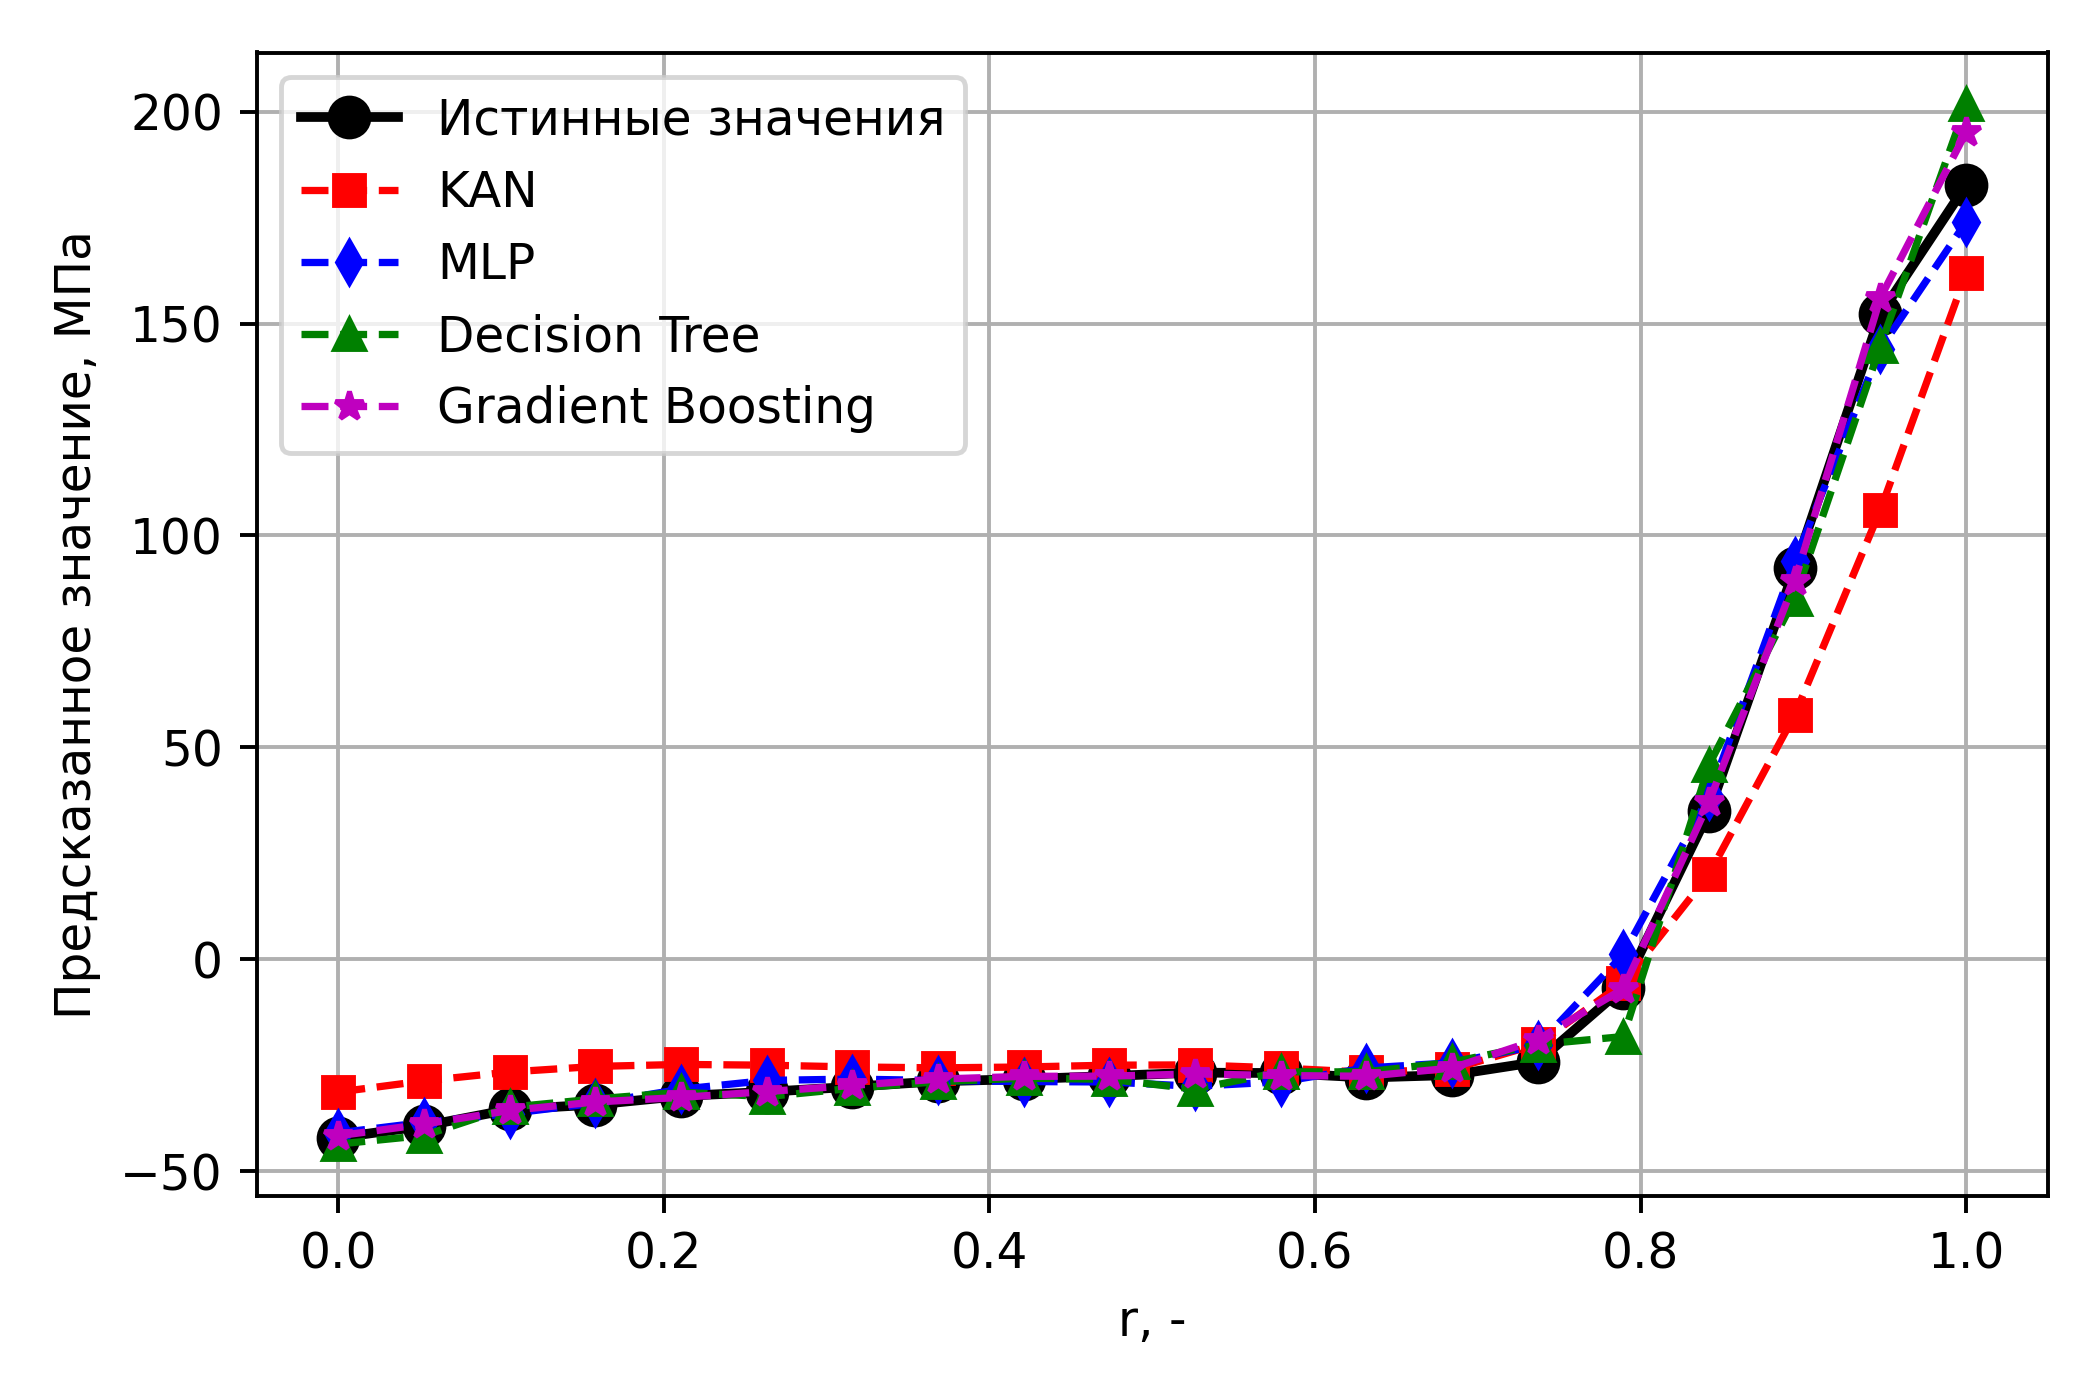 Истинные значения
KAN
MLP
Decision Tree
Gradient Boosting
Предсказанное значение, МПа
200
150
100
50
0
−50
0.0 0.2 0.4 0.6 0.8 1.0
r, -